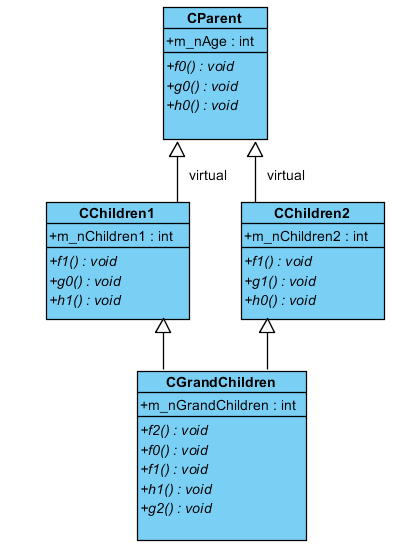 CParent
+m_nAge : int
+f0() : void
+g0() : void
+h0() : void
virtual
virtual
CChildren1
+m_nChildren1 : int
+f1() : void
+g0() : void
+h1() : void
CChildren2
+m_nChildren2 : int
+f1() : void
+g1() : void
+h0() : void
CGrandChildren
+m_nGrandChildren : int
+f2() : void
+f0() : void
+f1() : void
+h1() : void
+g2() : void